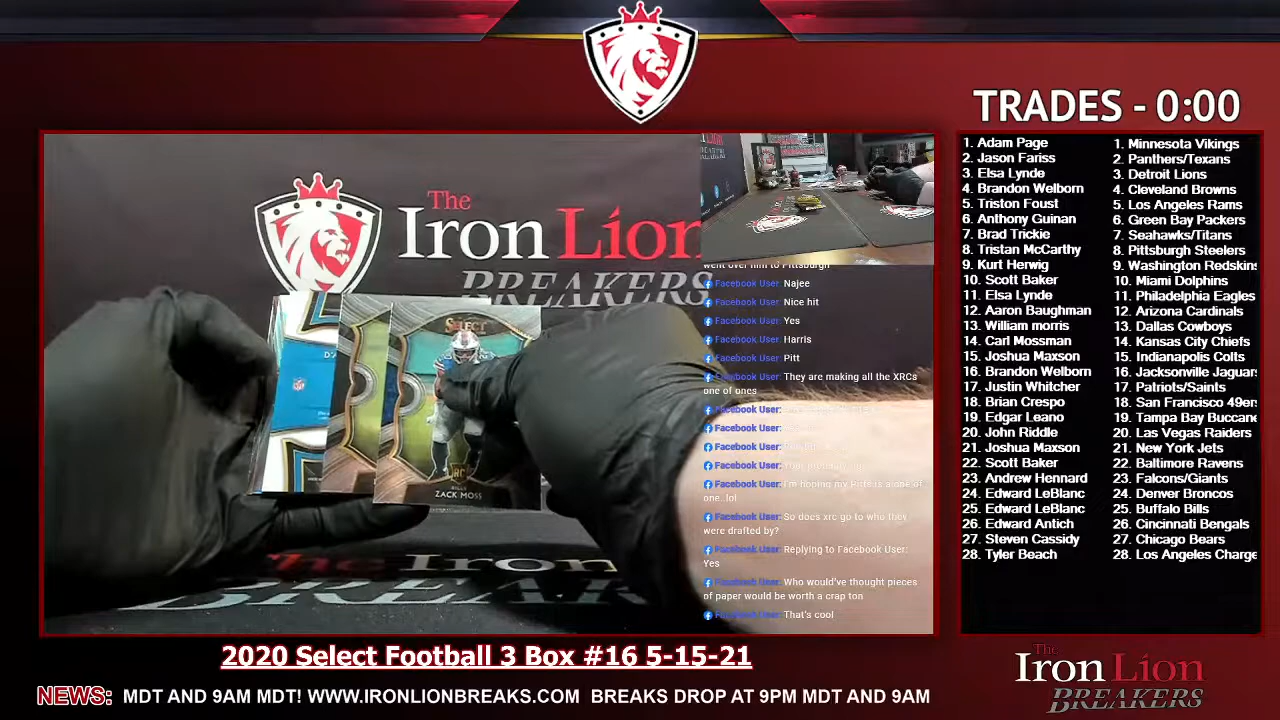 TRADES - 0:00
1. Adam Page
2. Jason Fariss
3. Elsa Lynde
4. Brandon Welborn
5. Triston Foust
6. Anthony Guinan
7. Brad Trickie
8. Tristan McCarthy
9. Kurt Herwig
10. Scott Baker
11. Elsa Lynde
12. Aaron Baughman
13. William morris
14. Carl Mossman
15. Joshua Maxson
16. Brandon Welborn
17. Justin Whitcher
18. Brian Crespo
19. Edgar Leano
20. John Riddle
21. Joshua Maxson
22. Scott Baker
23. Andrew Hennard
24. Edward LeBlanc
25. Edward LeBlanc
26. Edward Antich
27. Steven Cassidy
28. Tyler Beach
1. Minnesota Vikings
2. Panthers/Texans
3. Detroit Lions
4. Cleveland Browns
5. Los Angeles Rams
6. Green Bay Packers
7. Seahawks/Titans
8. Pittsburgh Steelers
9. Washington Redskins
10. Miami Dolphins
11. Philadelphia Eagles
12. Arizona Cardinals
13. Dallas Cowboys
14. Kansas City Chiefs
15. Indianapolis Colts
16. Jacksonville Jaguar
17. Patriots/Saints
18. San Francisco 49er
19. Tampa Bay Buccane
20. Las Vegas Raiders
21. New York Jets
22. Baltimore Ravens
23. Falcons/Giants
24. Denver Broncos
25. Buffalo Bills
26. Cincinnati Bengals
27. Chicago Bears
28. Los Angeles Charge
The
Iron Lion
BREAKERS
SELECT
RC
BILLS
ZACK MOSS
NFL
went over him to Pittsburgh
Facebook User: Najee
Facebook User: Nice hit
Facebook User: Yes
Facebook User: Harris
Facebook User: Pitt
Facebook User: They are making all the XRCs
one of ones
Facebook User:
Facebook User:
Facebook User:
Facebook User:
Facebook User: I'm hoping my Pitts is a one of
one..lol
Facebook User: So does xrc go to who they
were drafted by?
Facebook User: Replying to Facebook User:
Yes
Facebook User: Who would've thought pieces
of paper would be worth a crap ton
Facebook User: That's cool
2020 Select Football 3 Box #16 5-15-21
NEWS: MDT AND 9AM MDT! WWW.IRONLIONBREAKS.COM BREAKS DROP AT 9PM MDT AND 9AM
The
Iron Lion
BREAKERS